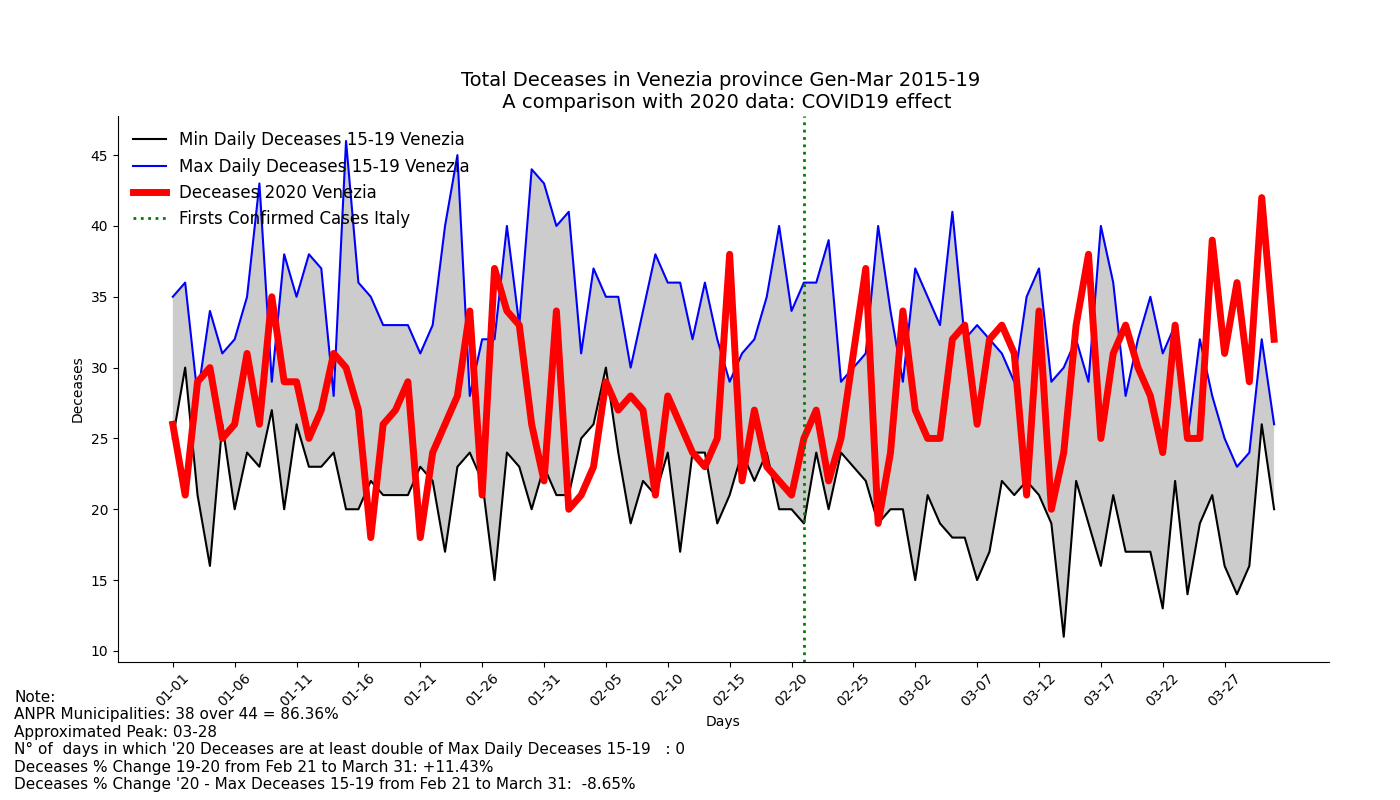 Total Deceases in Venezia province Gen-Mar 2015-19
A comparison with 2020 data: COVID19 effect
Min Daily Deceases 15-19 Venezia
Max Daily Deceases 15-19 Venezia
Deceases 2020 Venezia
Firsts Confirmed Cases Italy
45
40
35
30
25
20
15
10
Deceases
01-01
01-06
01-11
01-16
01-21
01-26
01-31
02-05
02-10
02-15
02-20
02-25
03-02
03-07
03-12
03-17
03-22
03-27
Days
Note:
ANPR Municipalities: 38 over 44 = 86.36%
Approximated Peak: 03-28
N° of  days in which '20 Deceases are at least double of Max Daily Deceases 15-19   : 0
Deceases % Change 19-20 from Feb 21 to March 31: +11.43%
Deceases % Change '20 - Max Deceases 15-19 from Feb 21 to March 31:  -8.65%